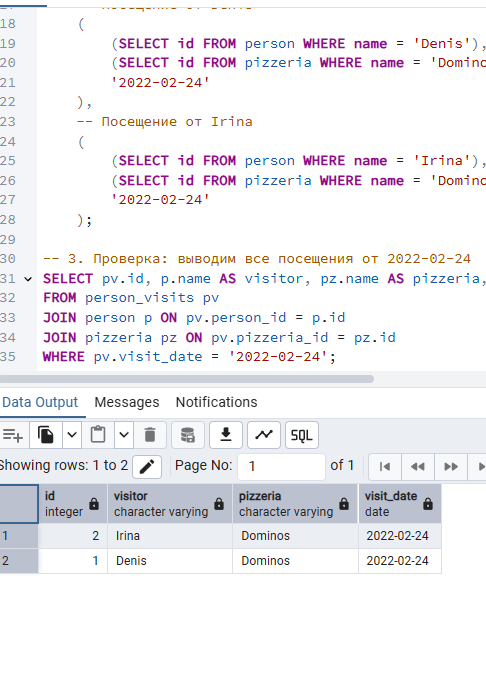 18 (
19 (SELECT id FROM person WHERE name = 'Denis'),
20 (SELECT id FROM pizzeria WHERE name = 'Domino
21 '2022-02-24'
22 ),
23 -- Посещение от Irina
24 (
25 (SELECT id FROM person WHERE name = 'Irina'),
26 (SELECT id FROM pizzeria WHERE name = 'Domino
27 '2022-02-24'
28 );
29
30 -- 3. Проверка: выводим все посещения от 2022-02-24
31 SELECT pv.id, p.name AS visitor, pz.name AS pizzeria,
32 FROM person_visits pv
33 JOIN person p ON pv.person_id = p.id
34 JOIN pizzeria pz ON pv.pizzeria_id = pz.id
35 WHERE pv.visit_date = '2022-02-24';
Data Output Messages Notifications
SQL
Showing rows: 1 to 2 Page No: 1 of 1
id integer visitor character varying pizzeria character varying visit_date date
1 2 Irina Dominos 2022-02-24
2 1 Denis Dominos 2022-02-24